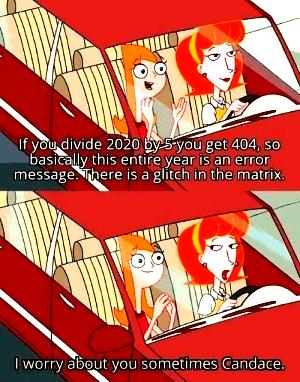 If you divide 2020 by 5 you get 404, so
basically this entire year is an error
message. There is a glitch in the matrix.
I worry about you sometimes Candace.